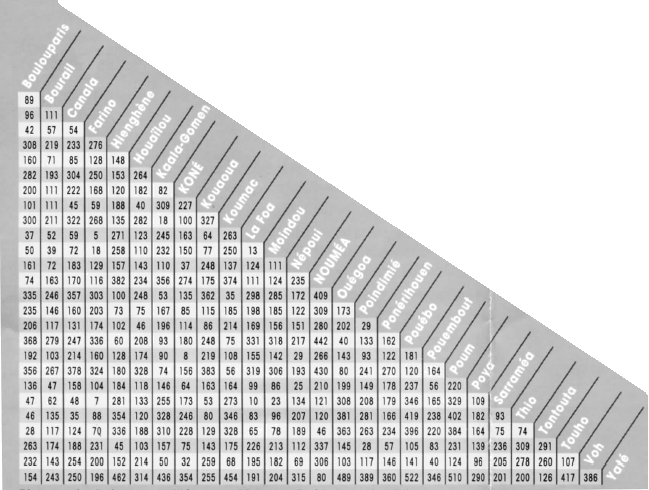 Boulouparis
Bourail
Canala
Farino
Hienghène
Houaïlou
Kaala-Gomen
KONÉ
Kouaoua
Koumac
La Foa
Moindou
Népoui
NOUMÉA
Ouégoa
Poindimié
Ponérihouen
Pouébo
Pouembout
Poum
Poya
Sarraméa
Thio
Tontouta
Touho
Voh
Yaté
89
96 111
42 57 54
308 219 233 276
160 71 85 128 148
282 193 304 250 153 264
200 111 222 168 120 182 82
101 111 45 59 188 40 309 227
300 211 322 268 135 282 18 100 327
37 52 59 5 271 123 245 163 64 263
50 39 72 18 258 110 232 150 77 250 13
161 72 183 129 157 143 110 37 248 137 124 111
74 163 170 116 382 234 356 274 175 374 111 124 235
335 246 357 303 100 248 53 135 362 35 298 285 172 409
235 146 160 203 73 75 167 85 115 185 198 185 122 309 173
206 117 131 174 102 46 196 114 86 214 169 156 151 280 202 29
368 279 247 336 60 208 93 180 248 75 331 318 217 442 40 133 162
192 103 214 160 128 174 90 8 219 108 155 142 29 266 143 93 122 181
356 267 378 324 180 328 74 156 383 56 319 306 193 430 80 241 270 120 164
136 47 158 104 184 118 146 64 163 164 99 86 25 210 199 149 178 237 56 220
47 62 48 7 281 133 255 173 53 273 10 23 134 121 308 208 179 346 165 329 109
46 135 35 88 354 120 328 246 80 346 83 96 207 120 381 281 166 419 238 402 182 93
28 117 124 70 336 188 310 228 129 328 65 78 189 46 363 263 234 396 220 384 164 75 74
263 174 188 231 45 103 157 75 143 175 226 213 112 337 145 28 57 105 83 231 139 236 309 291
232 143 254 200 152 214 50 32 259 68 195 182 69 306 103 117 146 141 40 124 96 205 278 260 107
154 243 250 196 462 314 436 354 255 454 191 204 315 80 489 389 360 522 346 510 290 201 200 126 417 386